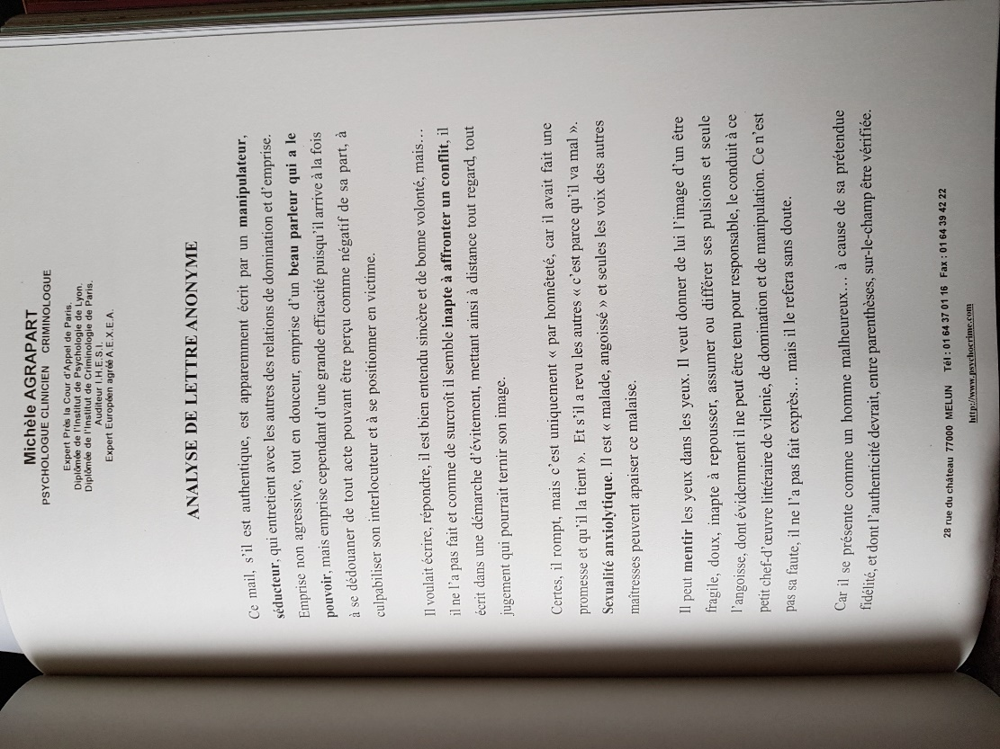 Michèle AGRAPART
PSYCHOLOGUE CLINICIEN CRIMINOLOGUE
Expert Près la Cour d'Appel de Paris.
Diplômée de l'Institut de Psychologie de Lyon.
Diplômée de l'Institut de Criminologie de Paris.
Auditeur I.H.E.S.I.
Expert Européen agréé A.E.X.E.A.
ANALYSE DE LETTRE ANONYME
Ce mail, s'il est authentique, est apparemment écrit par un manipulateur,
séducteur, qui entretient avec les autres des relations de domination et d'emprise.
Emprise non agressive, tout en douceur, emprise d'un beau parleur qui a le
pouvoir, mais emprise cependant d'une grande efficacité puisqu'il arrive à la fois
à se dédouaner de tout acte pouvant être perçu comme négatif de sa part, à
culpabiliser son interlocuteur et à se positionner en victime.
Il voulait écrire, répondre, il est bien entendu sincère et de bonne volonté, mais…
il ne l'a pas fait et comme de surcroît il semble inapte à affronter un conflit, il
écrit dans une démarche d'évitement, mettant ainsi à distance tout regard, tout
jugement qui pourrait ternir son image.
Certes, il rompt, mais c'est uniquement « par honnêteté, car il avait fait une
promesse et qu'il la tient ». Et s'il a revu les autres « c'est parce qu'il va mal ».
Sexualité anxiolytique. Il est « malade, angoissé » et seules les voix des autres
maîtresses peuvent apaiser ce malaise.
Il peut mentir les yeux dans les yeux. Il veut donner de lui l'image d'un être
fragile, doux, inapte à repousser, assumer ou différer ses pulsions et seule
l'angoisse, dont évidemment il ne peut être tenu pour responsable, le conduit à ce
petit chef-d'œuvre littéraire de vilenie, de domination et de manipulation. Ce n'est
pas sa faute, il ne l'a pas fait exprès… mais il le refera sans doute.
Car il se présente comme un homme malheureux… à cause de sa prétendue
fidélité, et dont l'authenticité devrait, entre parenthèses, sur-le-champ être vérifiée.
28 rue du château 77000 MELUN Tél : 01 64 37 01 16 Fax : 01 64 39 42 22
http://www.psychocrime.com